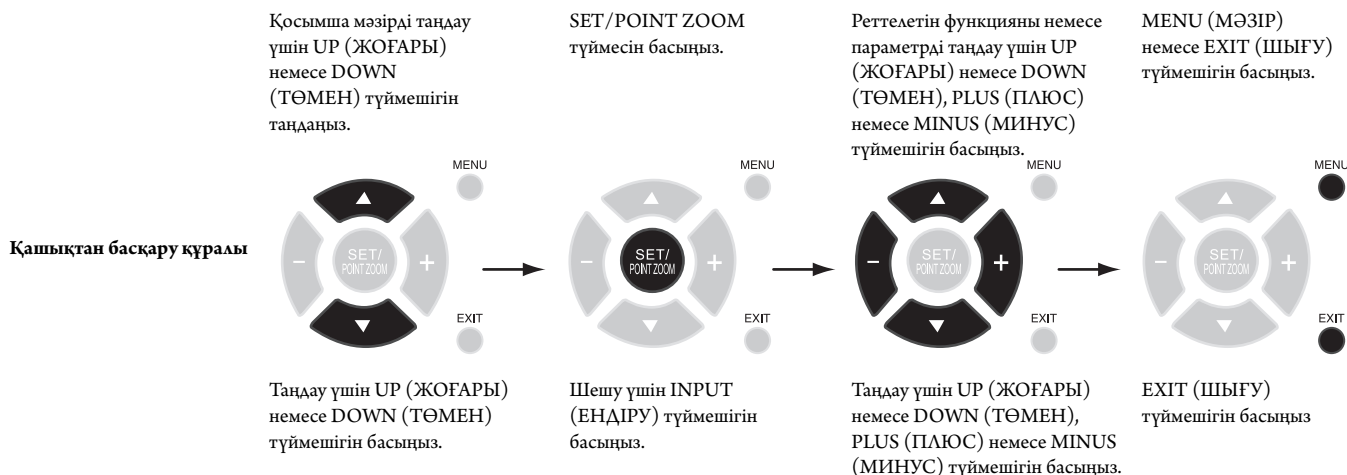 Қосымша мәзірді таңдау
үшін UP (ЖОҒАРЫ)
немесе DOWN
(ТӨМЕН) түймешігін
таңдаңыз.
SET/POINT ZOOM
түймесін басыңыз.
Реттелетін функцияны немесе
параметрді таңдау үшін UP
(ЖОҒАРЫ) немесе DOWN
(ТӨМЕН), PLUS (ПЛЮС)
немесе MINUS (МИНУС)
түймешігін басыңыз.
MENU (МӘЗІР)
немесе EXIT (ШЫҒУ)
түймешігін басыңыз.
Қашықтан басқару құралы
MENU
−
SET/
POINT ZOOM
+
EXIT
MENU
−
SET/
POINT ZOOM
+
EXIT
MENU
−
SET/
POINT ZOOM
+
EXIT
MENU
−
SET/
POINT ZOOM
+
EXIT
Таңдау үшін UP (ЖОҒАРЫ)
немесе DOWN (ТӨМЕН)
түймешігін басыңыз.
Шешу үшін INPUT
(ЕНДІРУ) түймешігін
басыңыз.
Таңдау үшін UP (ЖОҒАРЫ)
немесе DOWN (ТӨМЕН),
PLUS (ПЛЮС) немесе MINUS
(МИНУС) түймешігін басыңыз.
EXIT (ШЫҒУ)
түймешігін басыңыз